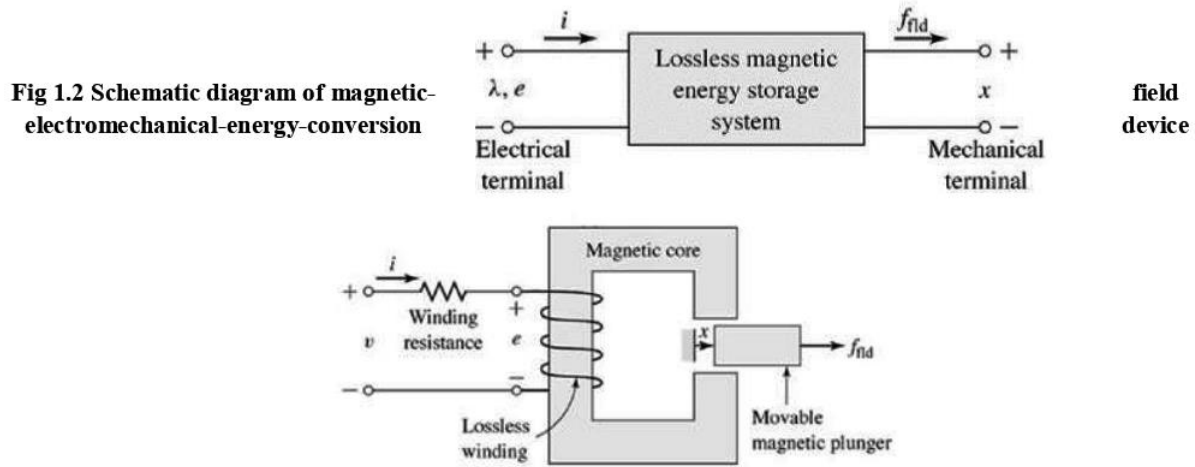 Fig 1.2 Schematic diagram of magnetic-
electromechanical-energy-conversion
i
+
λ, e
−
Electrical
terminal
Lossless magnetic
energy storage
system
f_fld
+
x
−
Mechanical
terminal
field
device
i
+
Winding
resistance
v
−
+
e
−
Lossless
winding
Magnetic core
x
f_fld
Movable
magnetic plunger